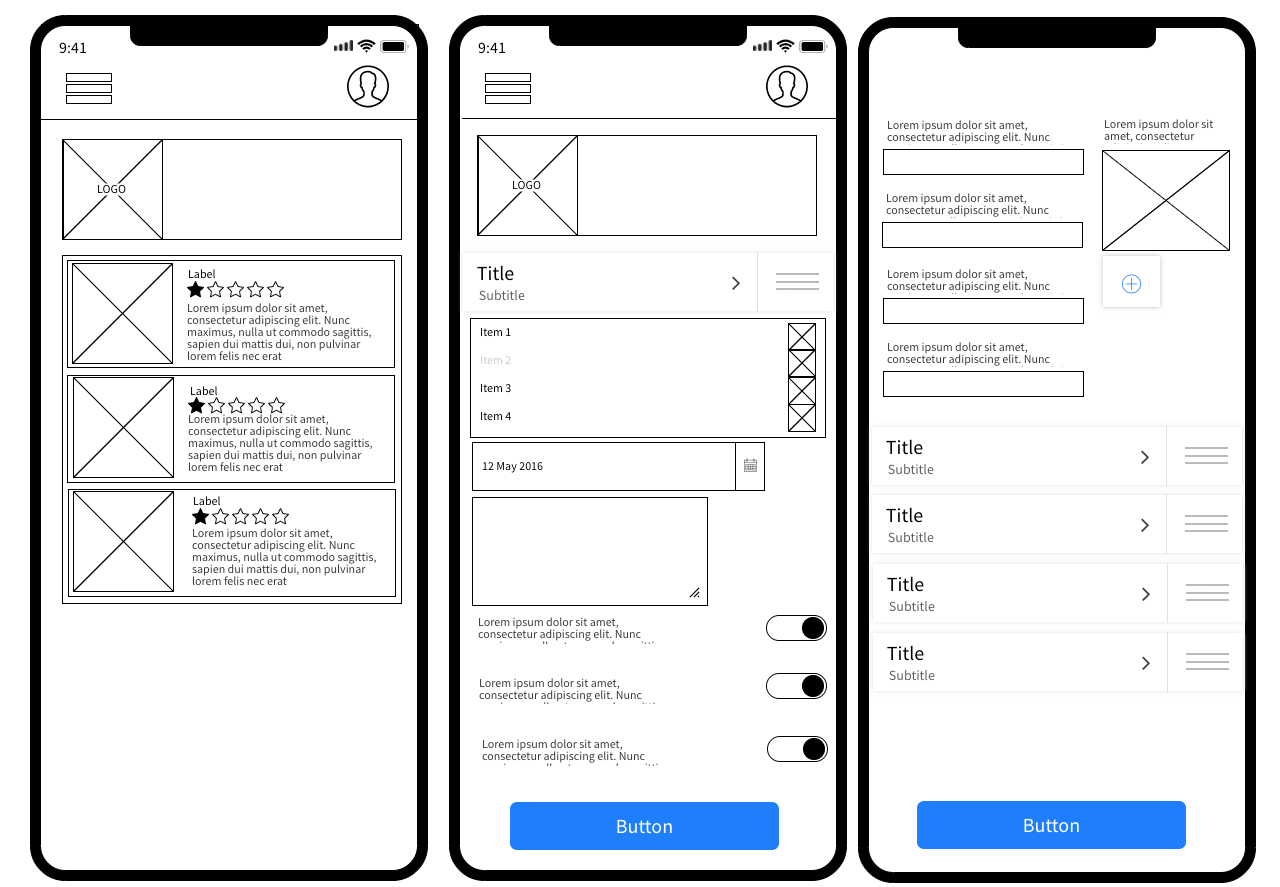 9:41
LOGO
Label
Lorem ipsum dolor sit amet,
consectetur adipiscing elit. Nunc
maximus, nulla ut commodo sagittis,
sapien dui mattis dui, non pulvinar
lorem felis nec erat
Label
Lorem ipsum dolor sit amet,
consectetur adipiscing elit. Nunc
maximus, nulla ut commodo sagittis,
sapien dui mattis dui, non pulvinar
lorem felis nec erat
Label
Lorem ipsum dolor sit amet,
consectetur adipiscing elit. Nunc
maximus, nulla ut commodo sagittis,
sapien dui mattis dui, non pulvinar
lorem felis nec erat
9:41
LOGO
Title
Subtitle
Item 1
Item 2
Item 3
Item 4
12 May 2016
Lorem ipsum dolor sit amet,
consectetur adipiscing elit. Nunc
Lorem ipsum dolor sit amet,
consectetur adipiscing elit. Nunc
Lorem ipsum dolor sit amet,
consectetur adipiscing elit. Nunc
Button
Lorem ipsum dolor sit amet,
consectetur adipiscing elit. Nunc
Lorem ipsum dolor sit
amet, consectetur
Lorem ipsum dolor sit amet,
consectetur adipiscing elit. Nunc
Lorem ipsum dolor sit amet,
consectetur adipiscing elit. Nunc
Lorem ipsum dolor sit amet,
consectetur adipiscing elit. Nunc
Title
Subtitle
Title
Subtitle
Title
Subtitle
Title
Subtitle
Button